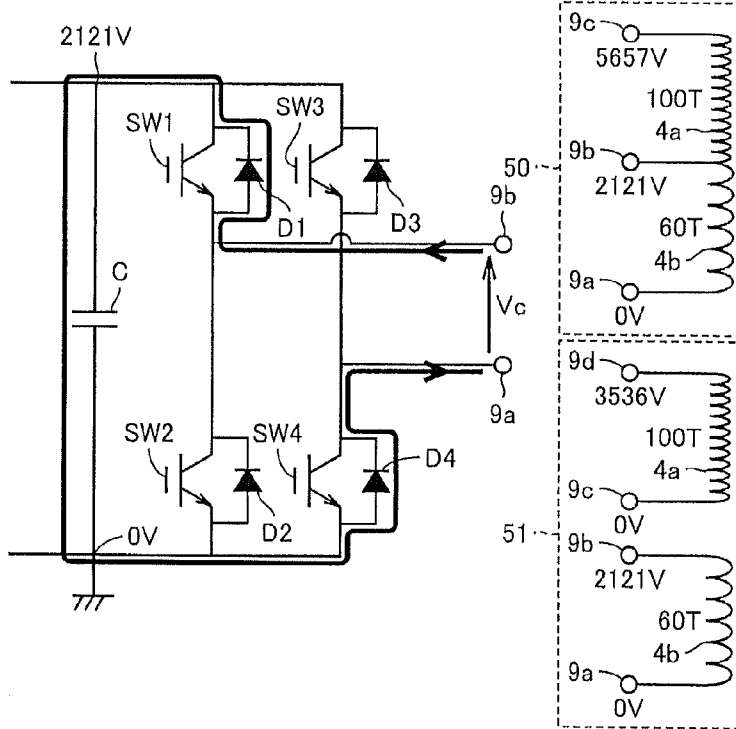 2121V
SW1
SW3
D1
D3
9b
C
Vc
9a
SW2
SW4
D4
D2
0V
50
9c
5657V
100T
4a
9b
2121V
60T
4b
9a
0V
51
9d
3536V
100T
4a
9c
0V
9b
2121V
60T
4b
9a
0V